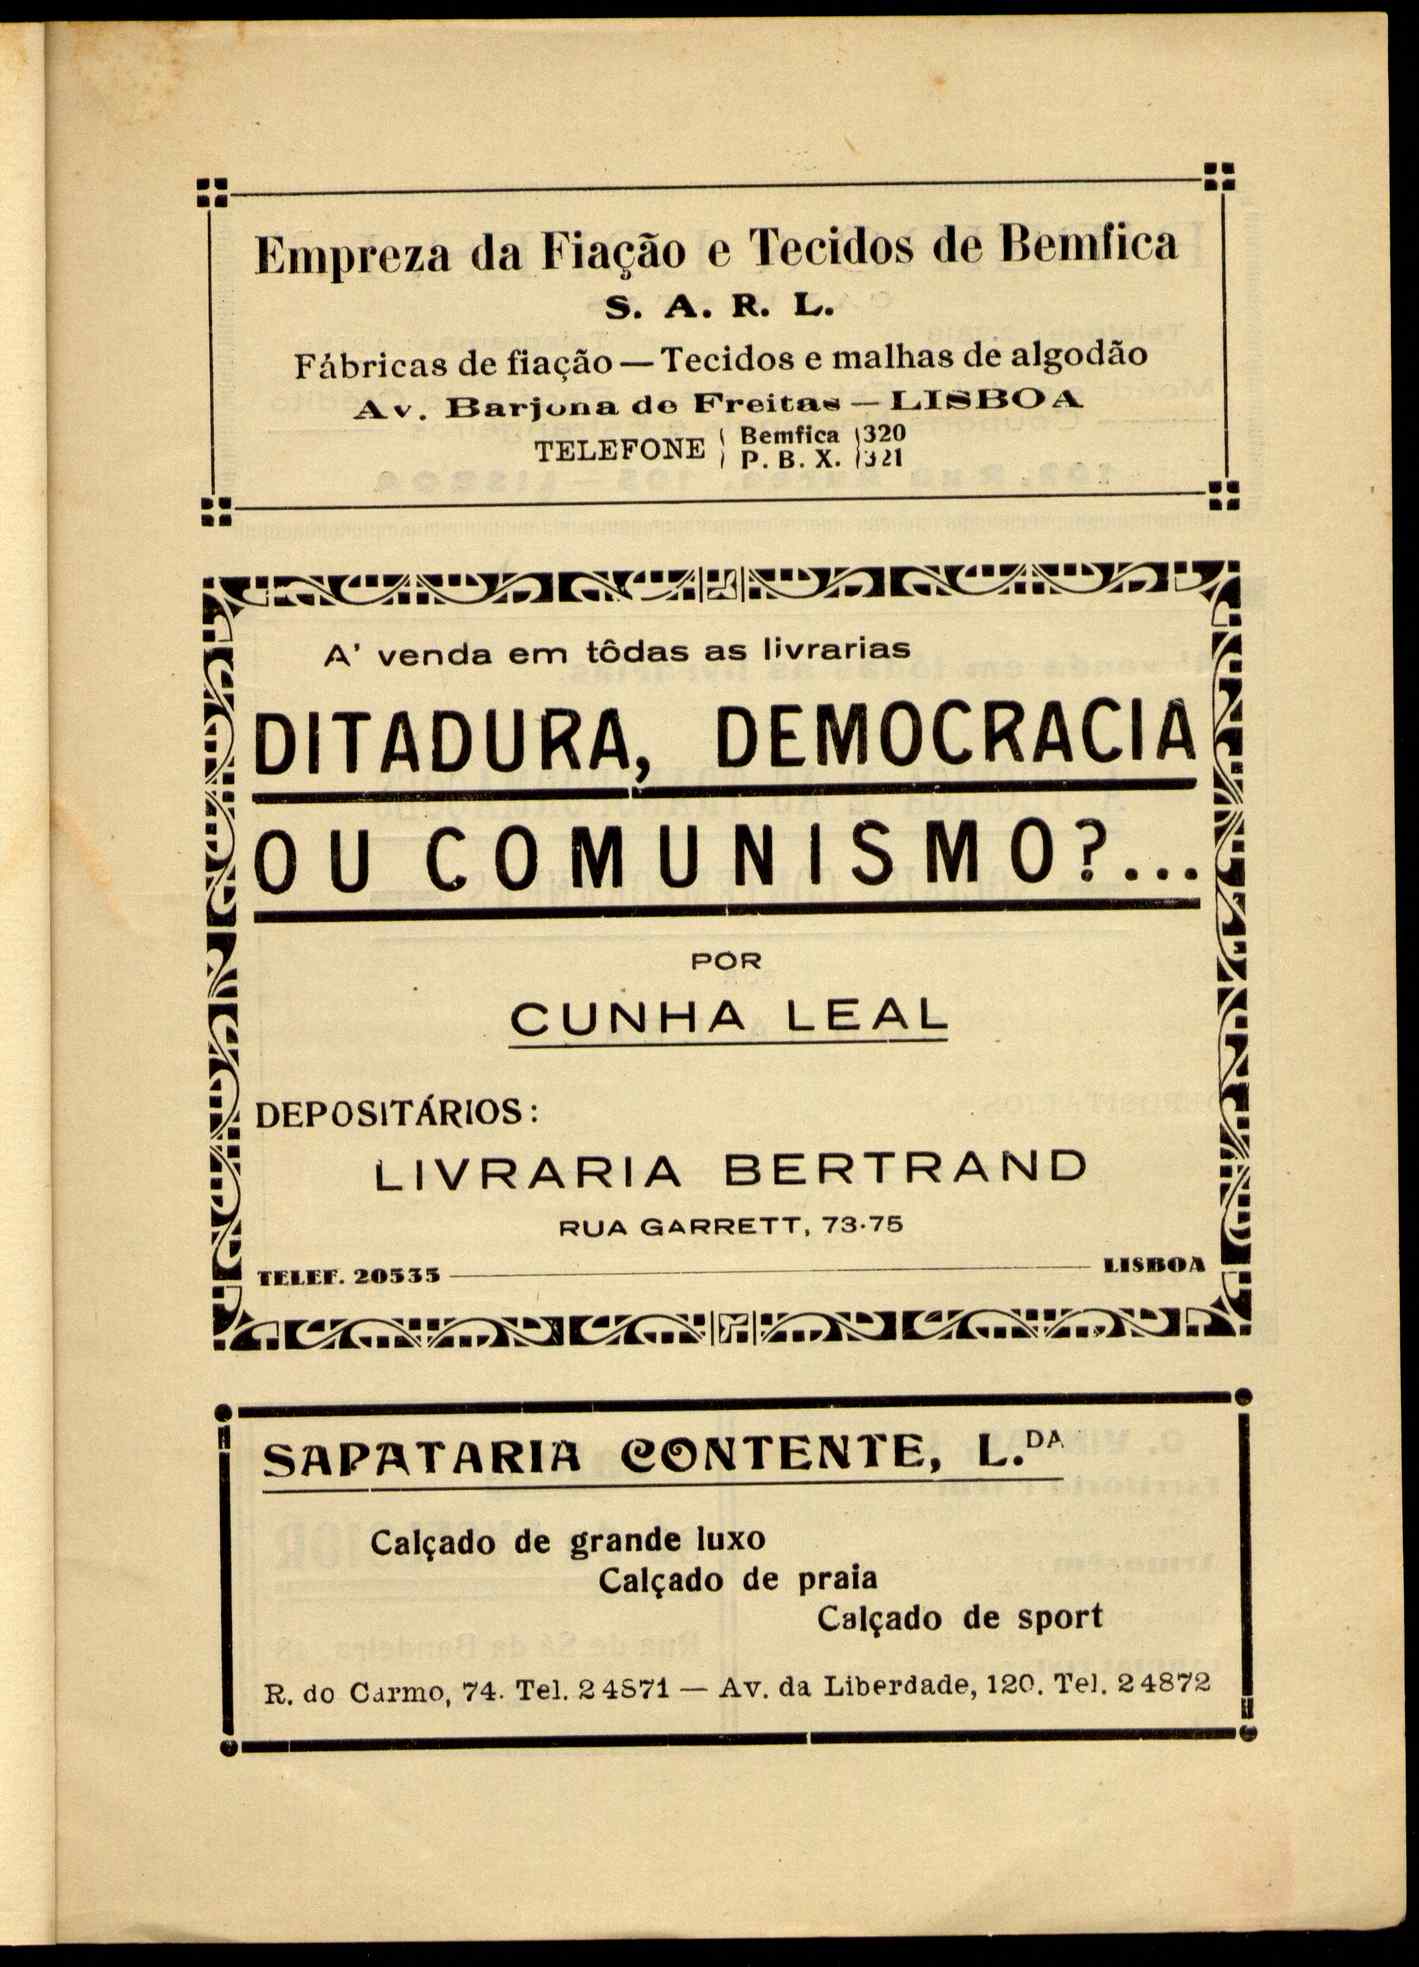 Empreza da Fiação e Tecidos de Bemfica
S. A. R. L.
Fábricas de fiação — Tecidos e malhas de algodão
Av. Barjona de Freitas — LISBOA
TELEFONE { Bemfica } 320
P. B. X. } 321
A' venda em tôdas as livrarias
DITADURA, DEMOCRACIA
OU COMUNISMO?...
POR
CUNHA LEAL
DEPOSITÁRIOS:
LIVRARIA BERTRAND
RUA GARRETT, 73-75
TELEF. 20535 — LISBOA
SAPATARIA CONTENTE, L.DA
Calçado de grande luxo
Calçado de praia
Calçado de sport
R. do Carmo, 74. Tel. 24871 — Av. da Liberdade, 120. Tel. 24872